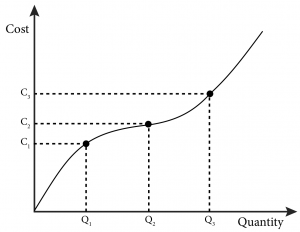 Cost
C₃
C₂
C₁
Q₁ Q₂ Q₃
Quantity